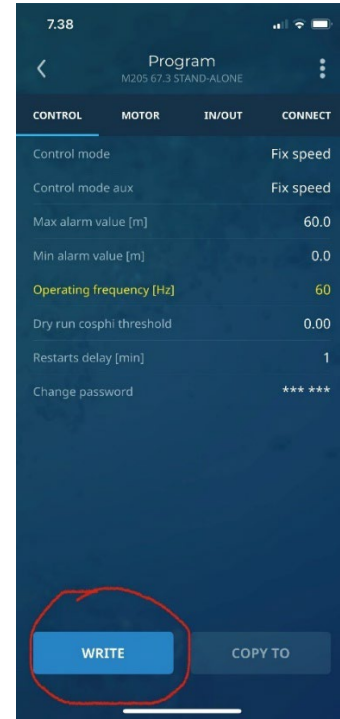 7.38
Program
M205 67.3 STAND-ALONE
CONTROL MOTOR IN/OUT CONNECT
Control mode Fix speed
Control mode aux Fix speed
Max alarm value [m] 60.0
Min alarm value [m] 0.0
Operating frequency [Hz] 60
Dry run cosphi threshold 0.00
Restarts delay [min] 1
Change password *** ***
WRITE COPY TO